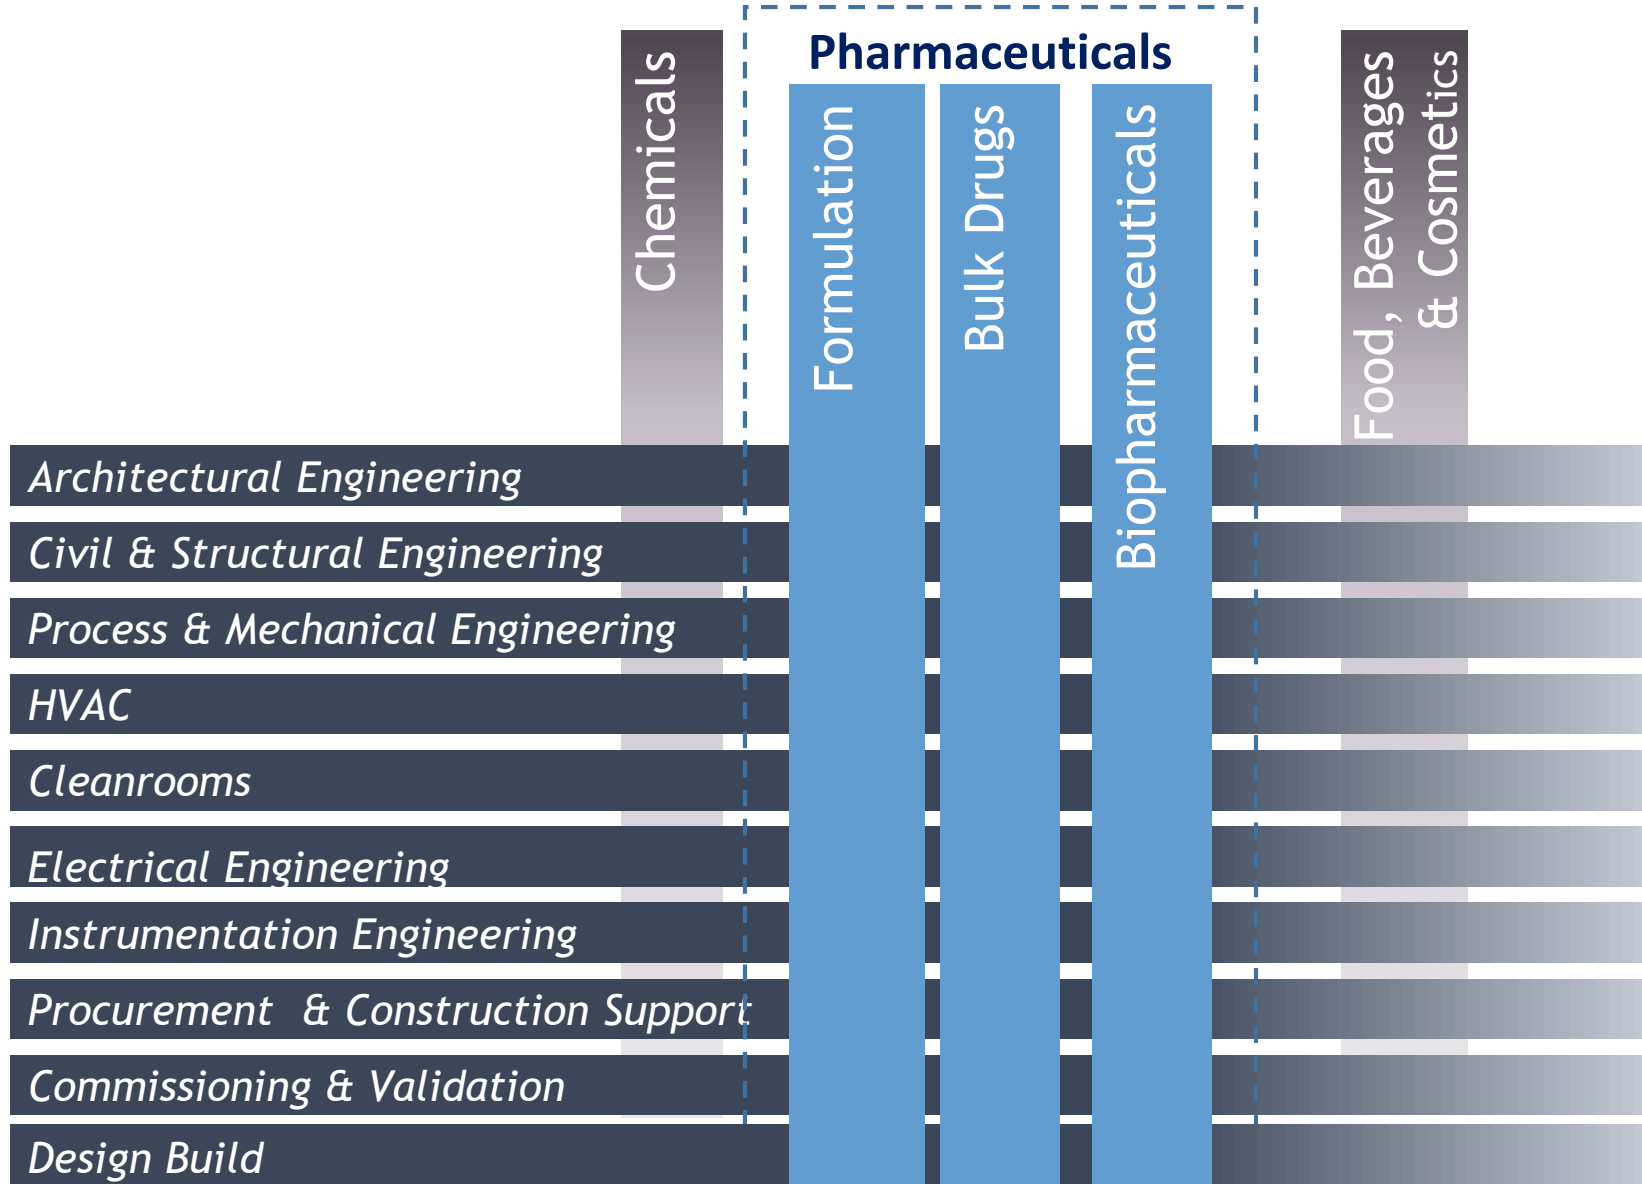 Pharmaceuticals
Chemicals
Formulation
Bulk Drugs
Biopharmaceuticals
Food, Beverages
& Cosmetics
Architectural Engineering
Civil & Structural Engineering
Process & Mechanical Engineering
HVAC
Cleanrooms
Electrical Engineering
Instrumentation Engineering
Procurement  & Construction Support
Commissioning & Validation
Design Build